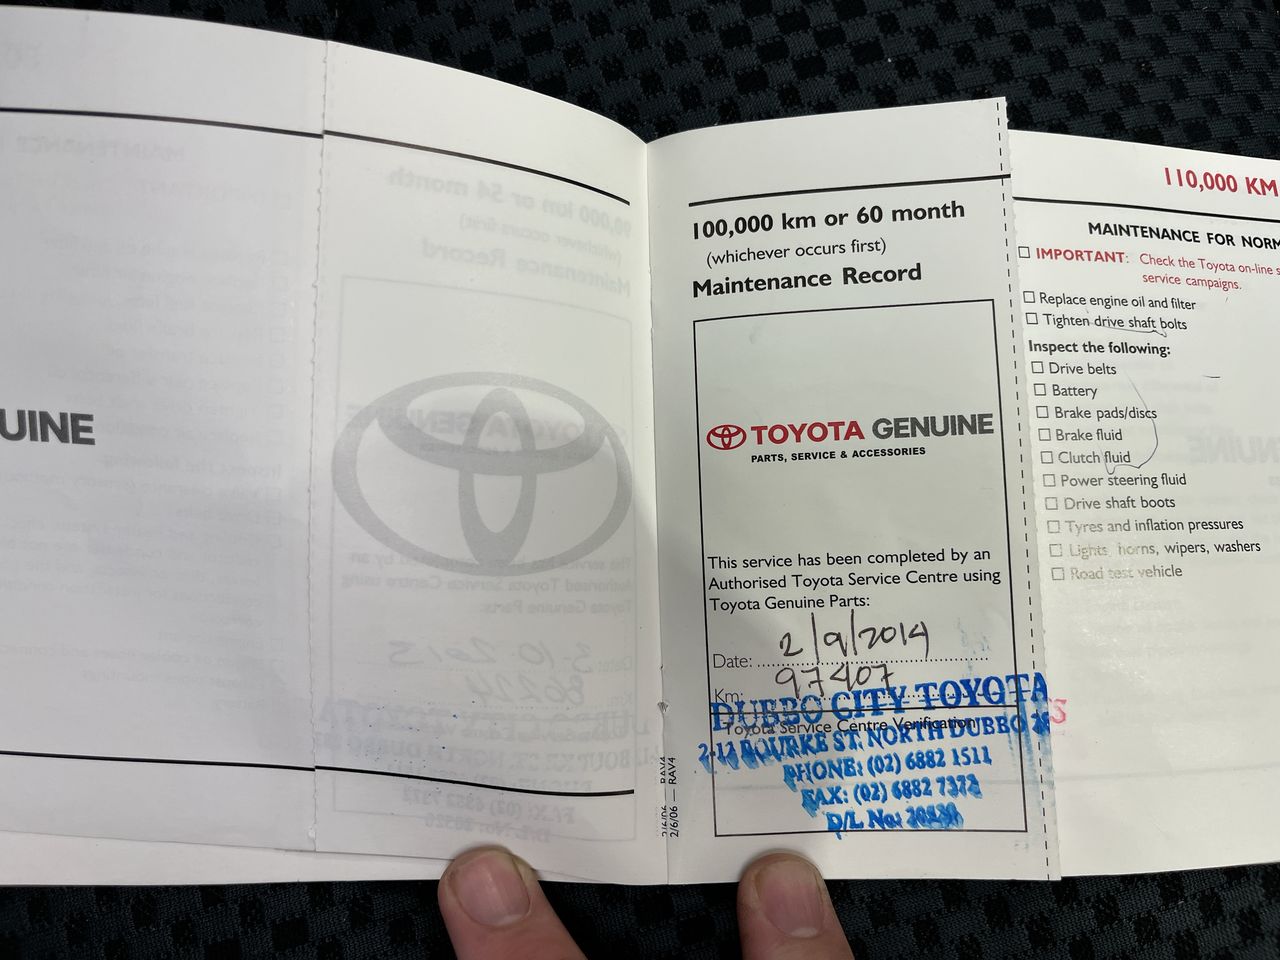 UINE
100,000 km or 60 month
(whichever occurs first)
Maintenance Record
TOYOTA GENUINE
PARTS, SERVICE & ACCESSORIES
This service has been completed by an
Authorised Toyota Service Centre using
Toyota Genuine Parts:
Date: 2/9/2014
Km: 97407
DUBBO CITY TOYOTA
Toyota Service Centre Verification
2-12 BOURKE ST. NORTH DUBBO
PHONE: (02) 6882 1511
FAX: (02) 6882 7372
D/L No:
2/6/06 — RAV4
110,000 KM
MAINTENANCE FOR NORM
IMPORTANT: Check the Toyota on-line s
service campaigns.
Replace engine oil and filter
Tighten drive shaft bolts
Inspect the following:
Drive belts
Battery
Brake pads/discs
Brake fluid
Clutch fluid
Power steering fluid
Drive shaft boots
Tyres and inflation pressures
Lights, horns, wipers, washers
Road test vehicle